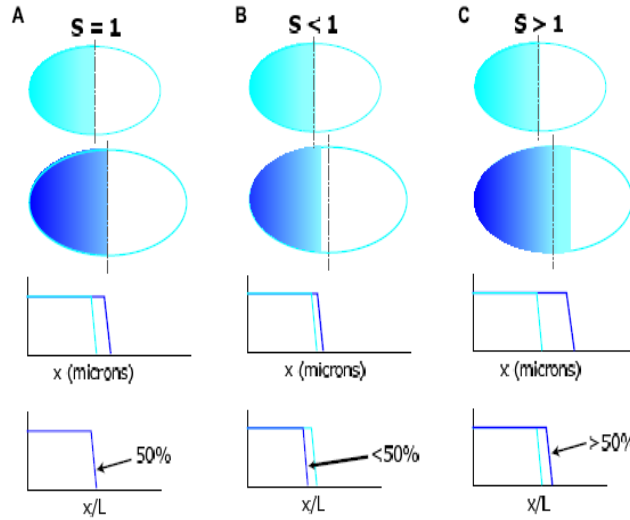 A
S = 1
B
S < 1
C
S > 1
x (microns)
x (microns)
x (microns)
50%
<50%
>50%
x/L
x/L
x/L